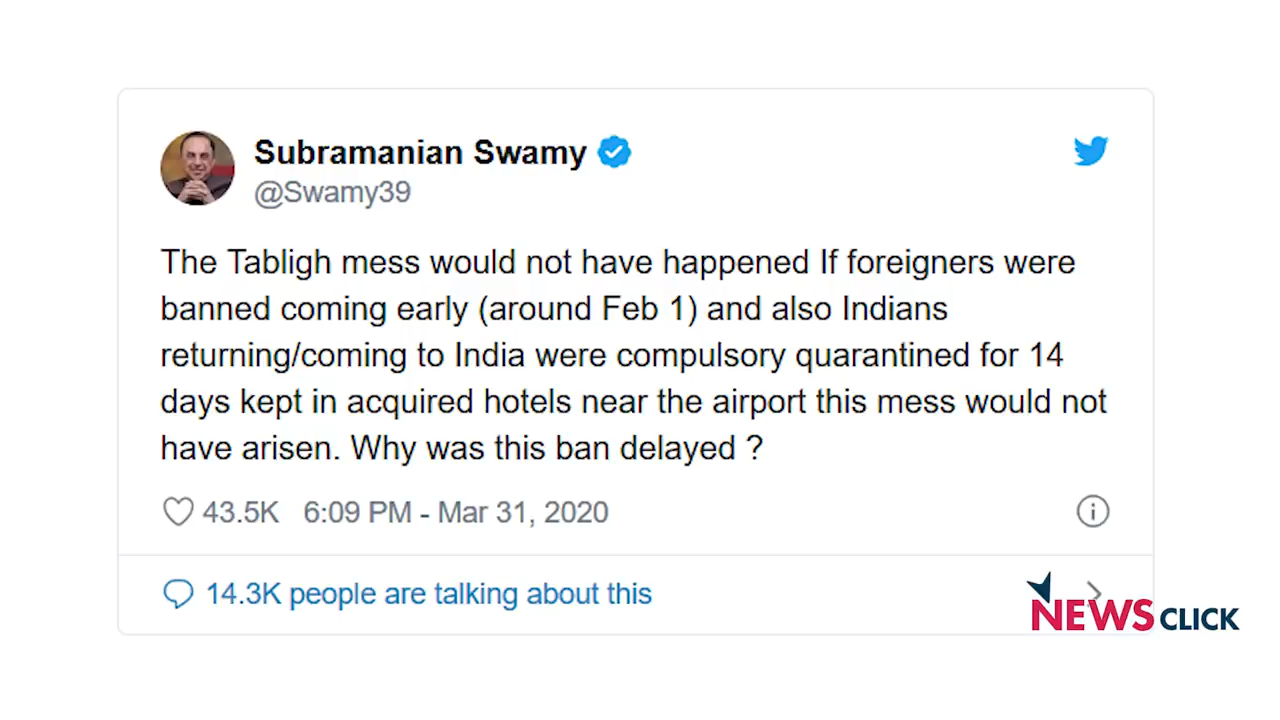 Subramanian Swamy
@Swamy39
The Tabligh mess would not have happened If foreigners were
banned coming early (around Feb 1) and also Indians
returning/coming to India were compulsory quarantined for 14
days kept in acquired hotels near the airport this mess would not
have arisen. Why was this ban delayed ?
43.5K 6:09 PM - Mar 31, 2020
14.3K people are talking about this
NEWS CLICK